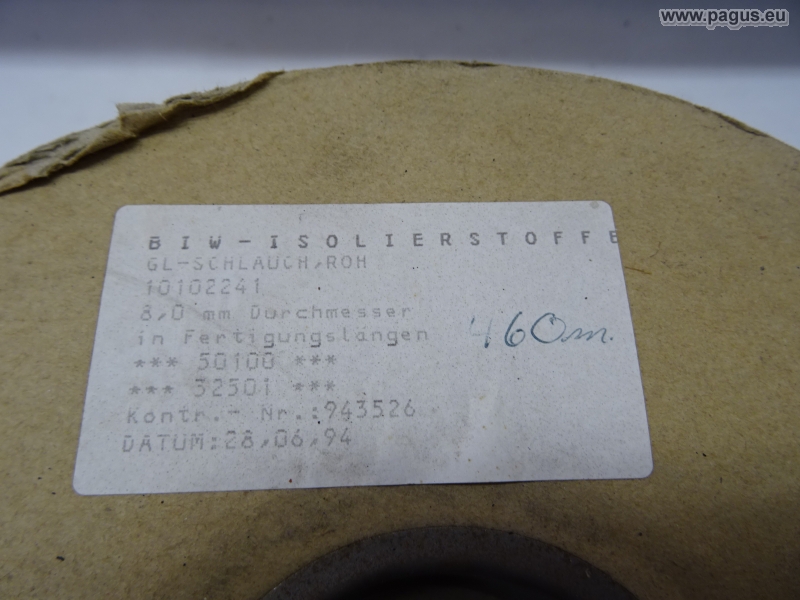 www.pagus.eu
BIW-ISOLIERSTOFFE
GL-SCHLAUCH,ROH
10102241
8,0 mm Durchmesser
in Fertigungslängen
460m.
*** 50100 ***
*** 32501 ***
Kontr.- Nr.:943526
DATUM:28,06,94